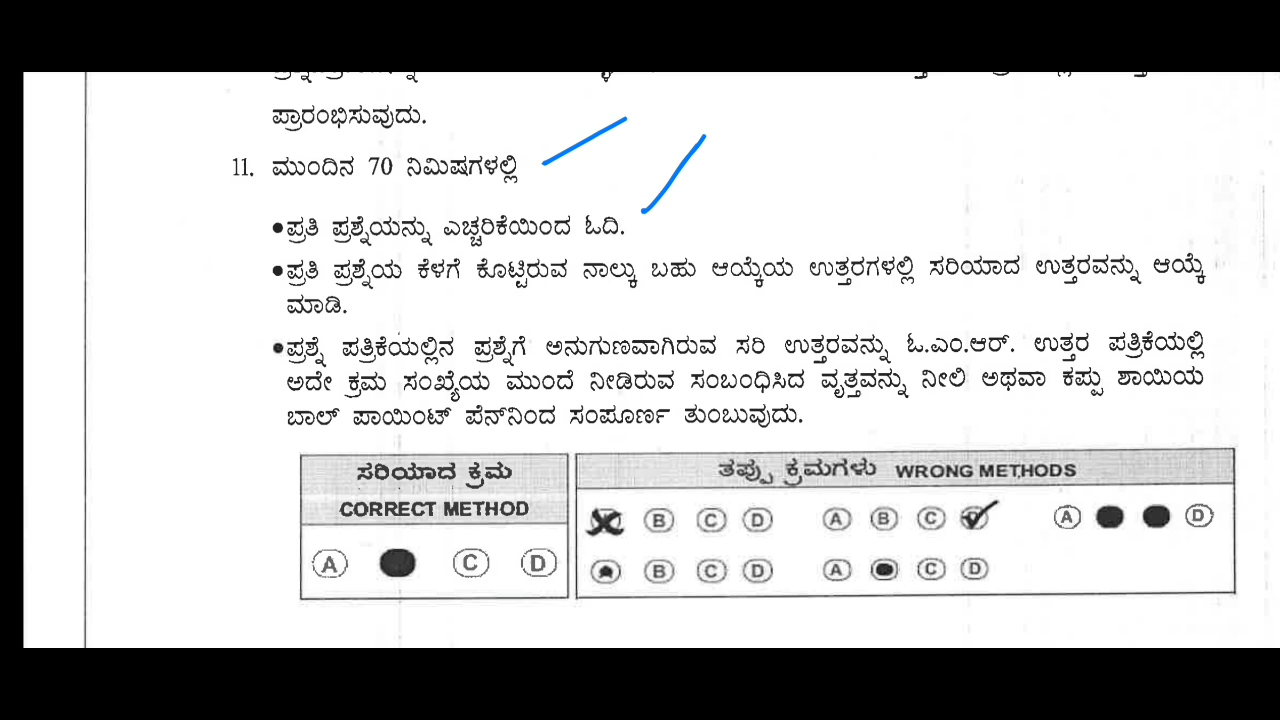 ಪ್ರಾರಂಭಿಸುವುದು.
11. ಮುಂದಿನ 70 ನಿಮಿಷಗಳಲ್ಲಿ
●ಪ್ರತಿ ಪ್ರಶ್ನೆಯನ್ನು ಎಚ್ಚರಿಕೆಯಿಂದ ಓದಿ.
●ಪ್ರತಿ ಪ್ರಶ್ನೆಯ ಕೆಳಗೆ ಕೊಟ್ಟಿರುವ ನಾಲ್ಕು ಬಹು ಆಯ್ಕೆಯ ಉತ್ತರಗಳಲ್ಲಿ ಸರಿಯಾದ ಉತ್ತರವನ್ನು ಆಯ್ಕೆ
ಮಾಡಿ.
●ಪ್ರಶ್ನೆ ಪತ್ರಿಕೆಯಲ್ಲಿನ ಪ್ರಶ್ನೆಗೆ ಅನುಗುಣವಾಗಿರುವ ಸರಿ ಉತ್ತರವನ್ನು ಓ.ಎಂ.ಆರ್. ಉತ್ತರ ಪತ್ರಿಕೆಯಲ್ಲಿ
ಅದೇ ಕ್ರಮ ಸಂಖ್ಯೆಯ ಮುಂದೆ ನೀಡಿರುವ ಸಂಬಂಧಿಸಿದ ವೃತ್ತವನ್ನು ನೀಲಿ ಅಥವಾ ಕಪ್ಪು ಶಾಯಿಯ
ಬಾಲ್ ಪಾಯಿಂಟ್ ಪೆನ್‌ನಿಂದ ಸಂಪೂರ್ಣ ತುಂಬುವುದು.
ಸರಿಯಾದ ಕ್ರಮ
CORRECT METHOD
A C D
ತಪ್ಪು ಕ್ರಮಗಳು WRONG METHODS
B C D A B C A D
B C D A C D